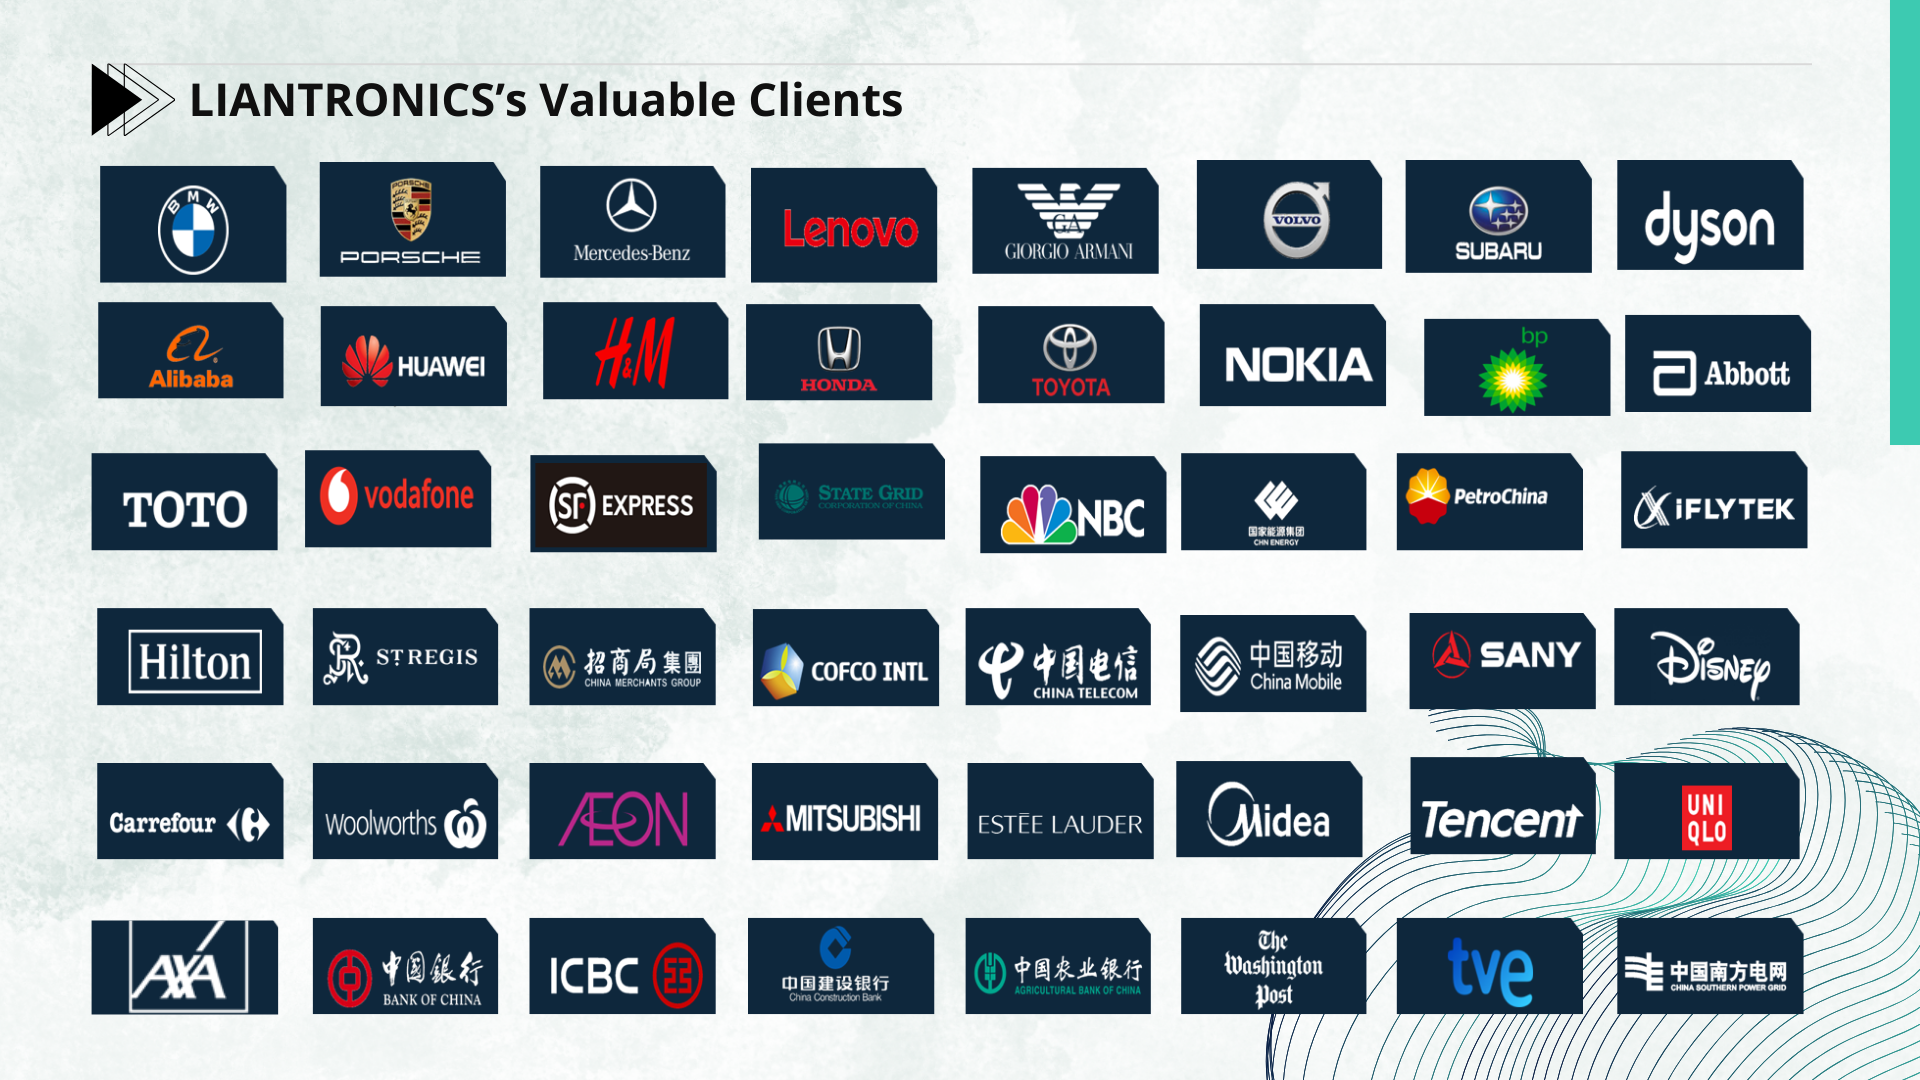 LIANTRONICS’s Valuable Clients
BMW
PORSCHE
PORSCHE
Mercedes-Benz
Lenovo
GA
GIORGIO ARMANI
VOLVO
SUBARU
dyson
Alibaba
HUAWEI
H&M
HONDA
TOYOTA
NOKIA
bp
Abbott
TOTO
vodafone
SF EXPRESS
STATE GRID
CORPORATION OF CHINA
NBC
国家能源集团
CHN ENERGY
PetroChina
iFLYTEK
Hilton
ST REGIS
招商局集團
CHINA MERCHANTS GROUP
COFCO INTL
中国电信
CHINA TELECOM
中国移动
China Mobile
SANY
DISNEY
Carrefour
Woolworths
ÆON
MITSUBISHI
ESTĒE LAUDER
Midea
Tencent
UNI
QLO
AXA
中國銀行
BANK OF CHINA
ICBC
中国建设银行
China Construction Bank
中国农业银行
AGRICULTURAL BANK OF CHINA
The
Washington
Post
tve
中国南方电网
CHINA SOUTHERN POWER GRID